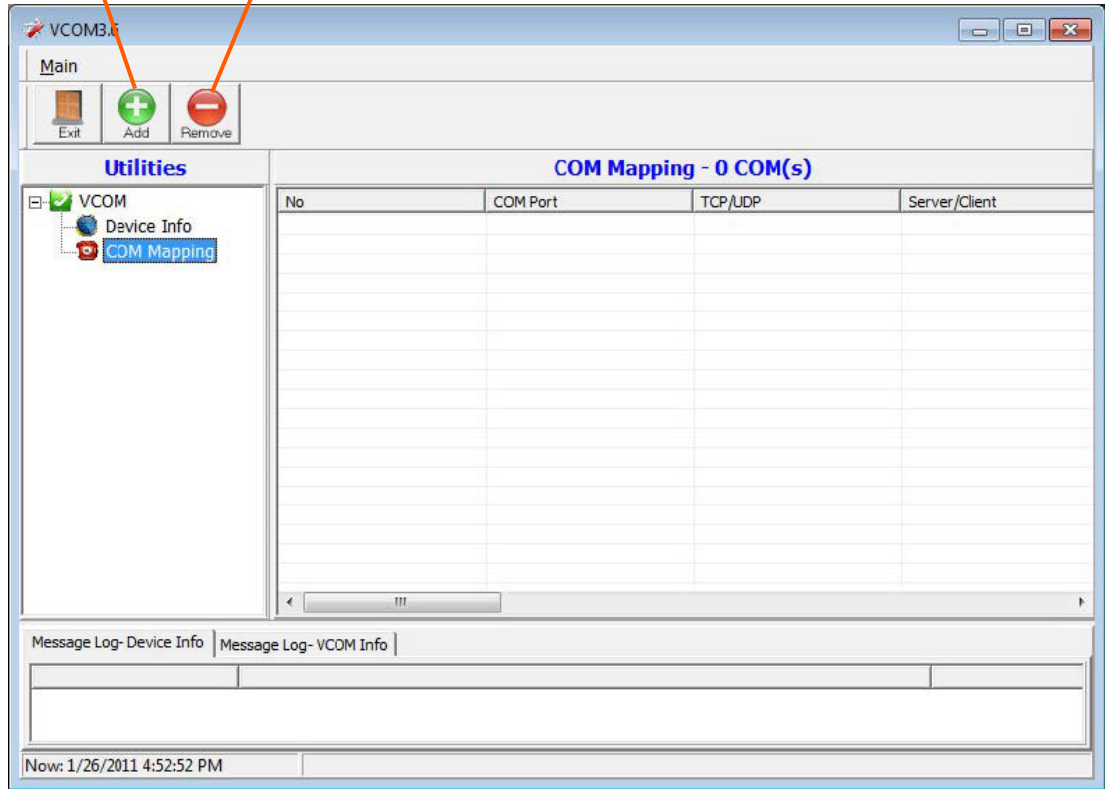 VCOM3.6
Main
Exit Add Remove
Utilities
COM Mapping - 0 COM(s)
VCOM
Device Info
COM Mapping
No COM Port TCP/UDP Server/Client
Message Log- Device Info Message Log- VCOM Info
Now: 1/26/2011 4:52:52 PM